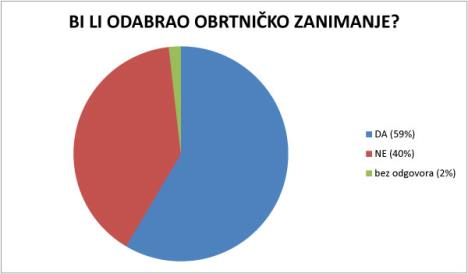 BI LI ODABRAO OBRTNIČKO ZANIMANJE?
DA (59%)
NE (40%)
bez odgovora (2%)